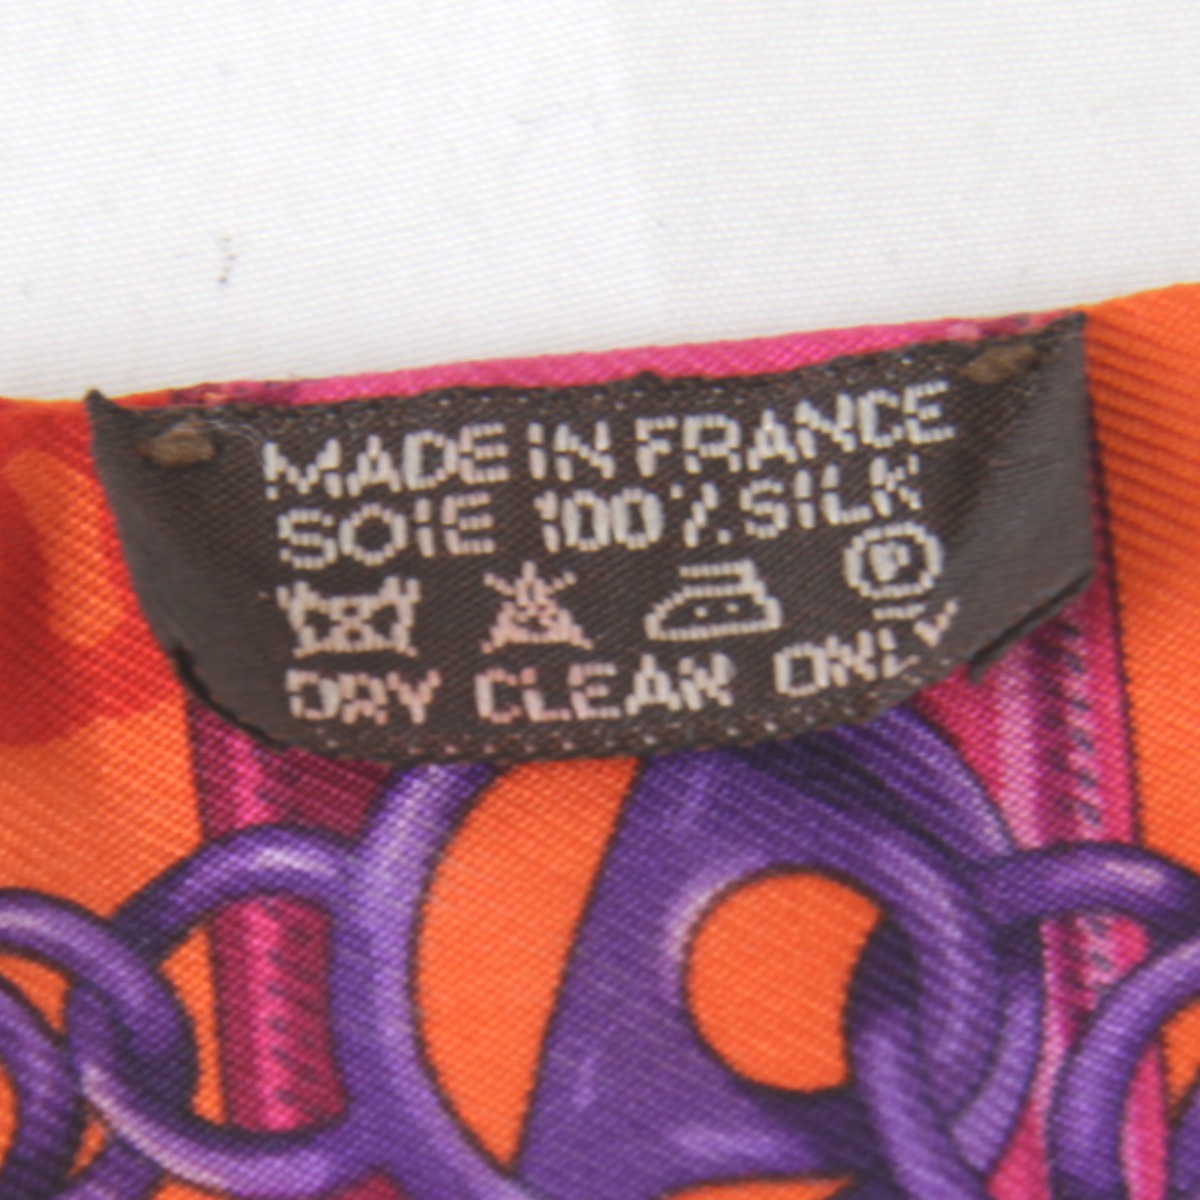 MADE IN FRANCE
SOIE 100% SILK
P
DRY CLEAN ONLY